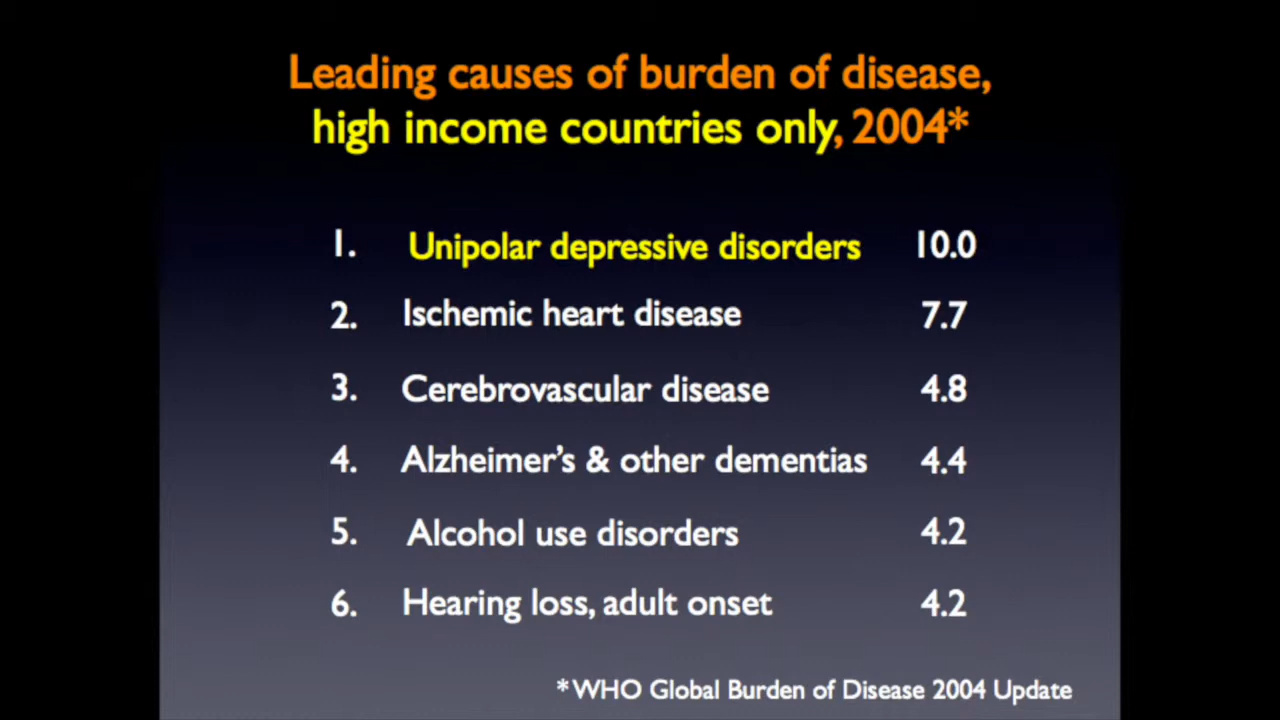 Leading causes of burden of disease,
high income countries only, 2004*
1. Unipolar depressive disorders 10.0
2. Ischemic heart disease 7.7
3. Cerebrovascular disease 4.8
4. Alzheimer’s & other dementias 4.4
5. Alcohol use disorders 4.2
6. Hearing loss, adult onset 4.2
*WHO Global Burden of Disease 2004 Update